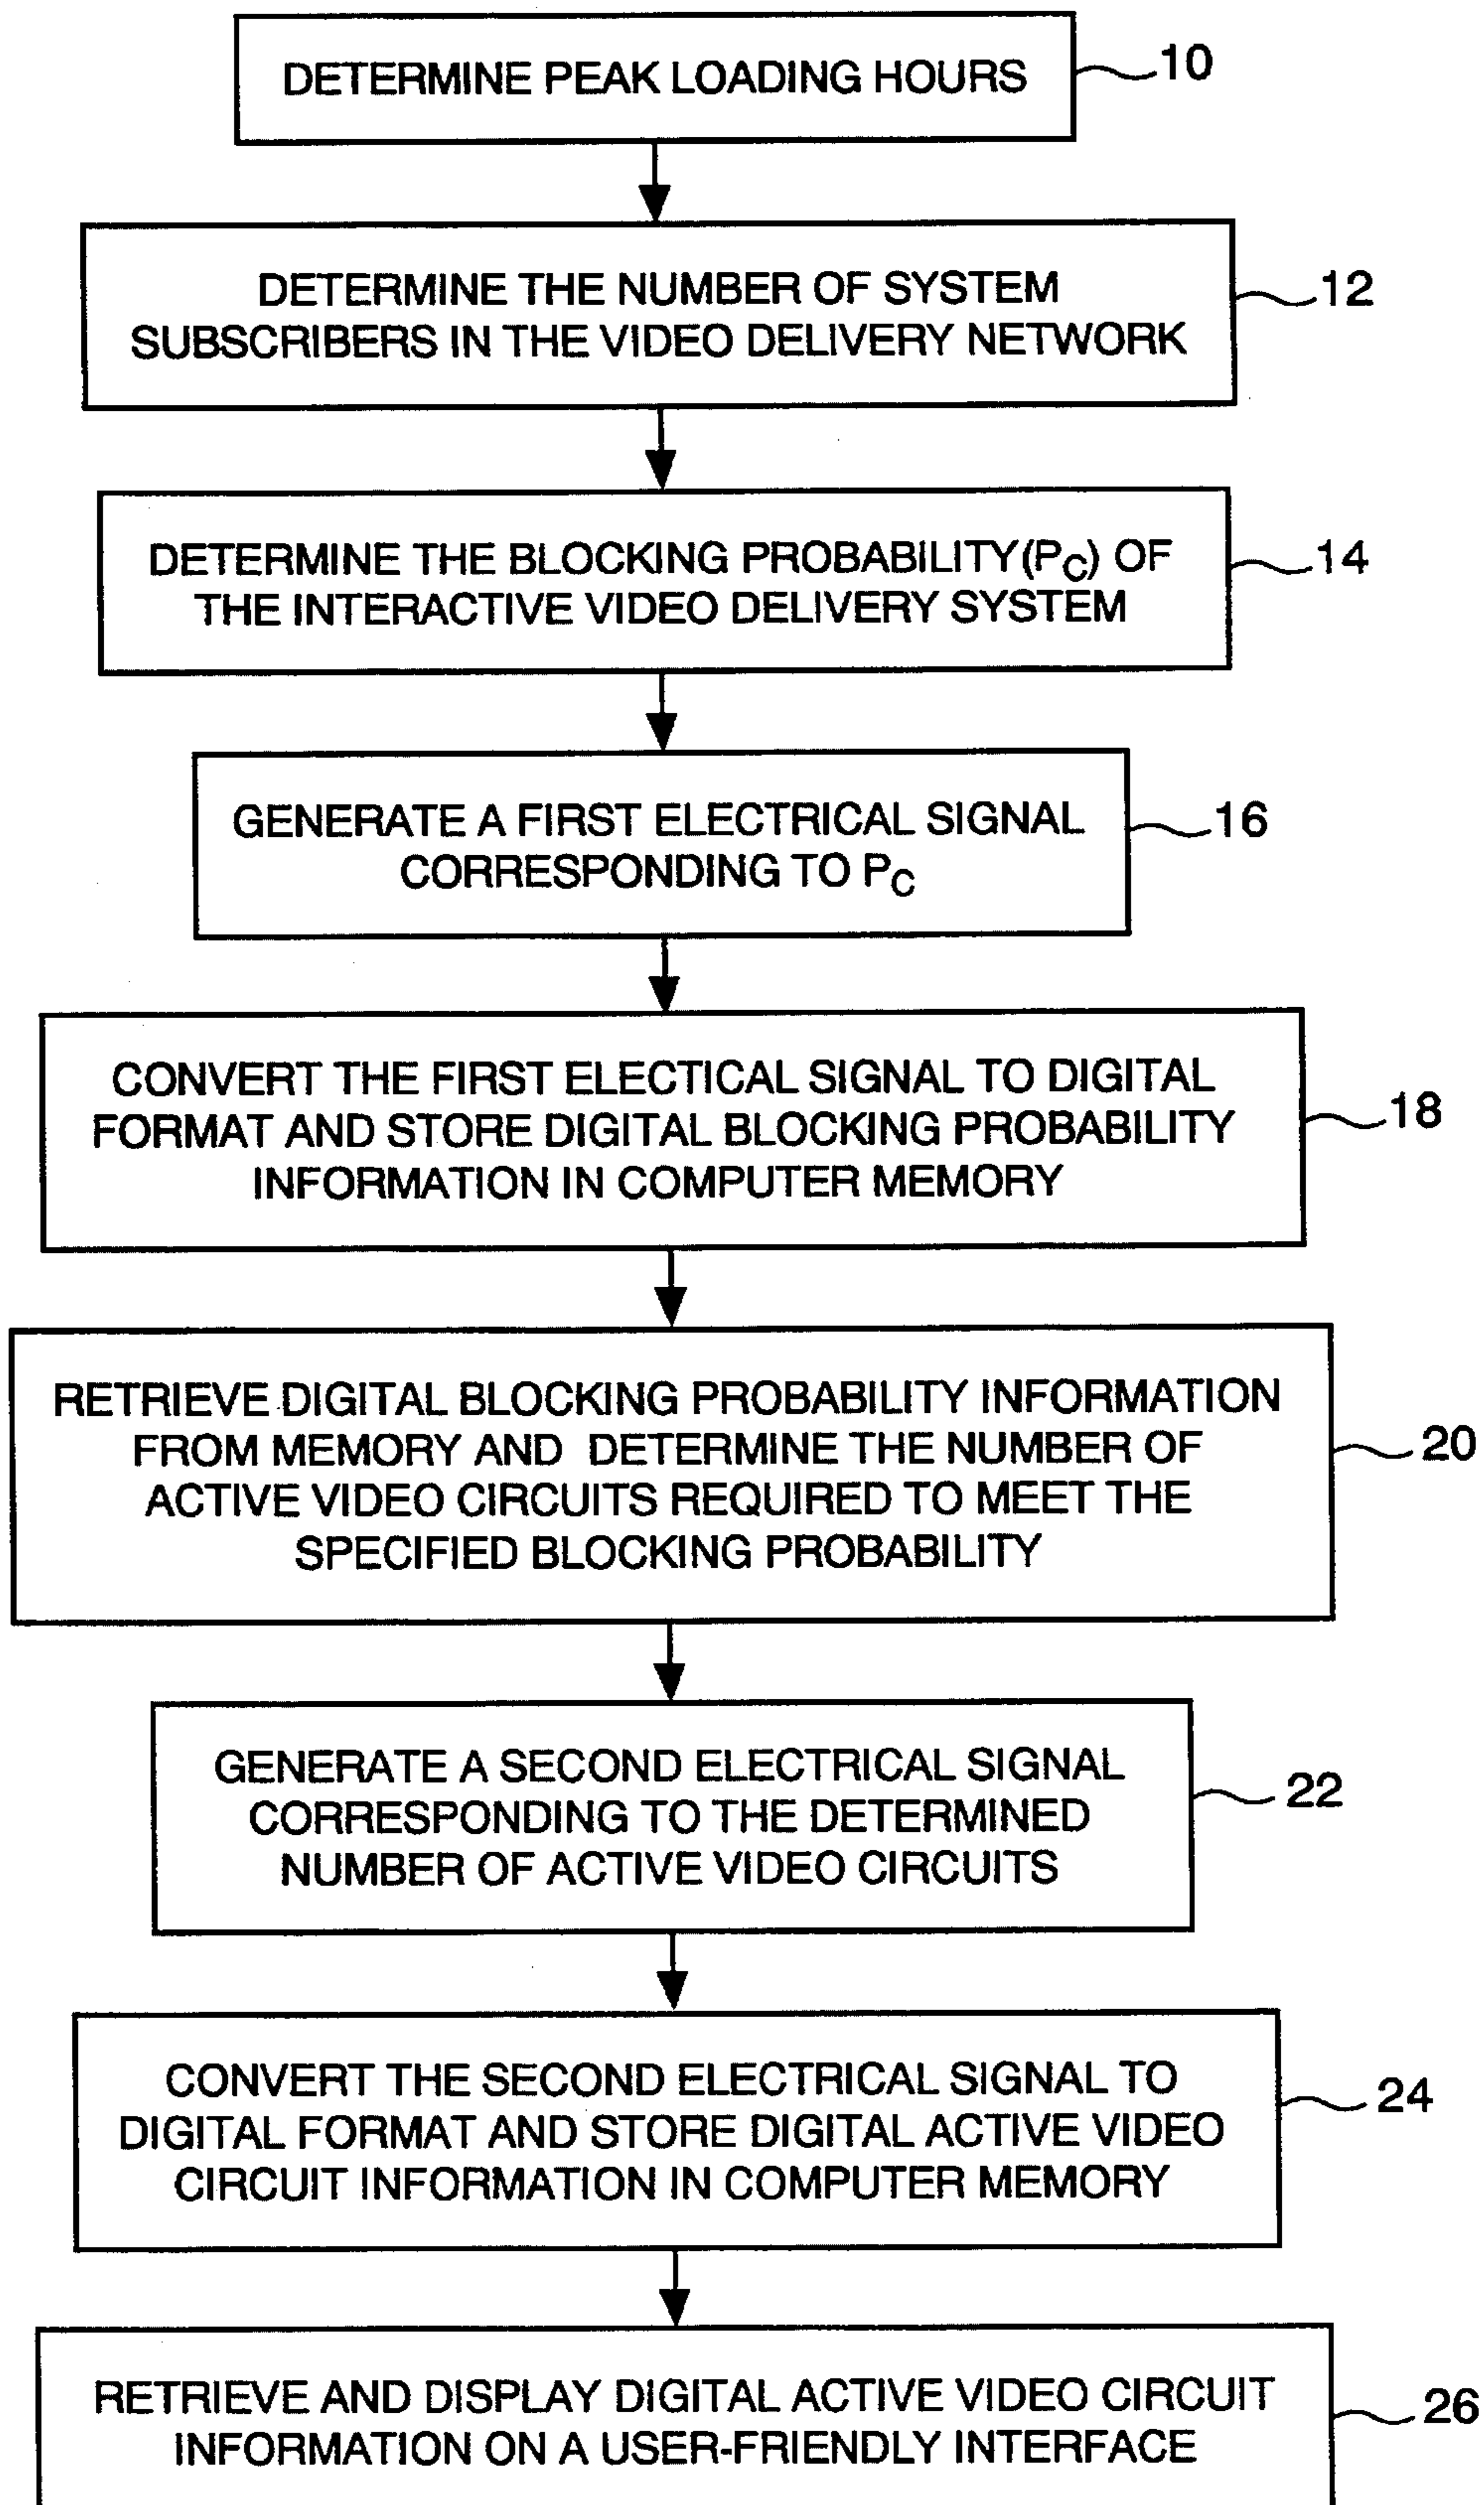 DETERMINE PEAK LOADING HOURS
10
DETERMINE THE NUMBER OF SYSTEM
SUBSCRIBERS IN THE VIDEO DELIVERY NETWORK
12
DETERMINE THE BLOCKING PROBABILITY(PC) OF
THE INTERACTIVE VIDEO DELIVERY SYSTEM
14
GENERATE A FIRST ELECTRICAL SIGNAL
CORRESPONDING TO PC
16
CONVERT THE FIRST ELECTICAL SIGNAL TO DIGITAL
FORMAT AND STORE DIGITAL BLOCKING PROBABILITY
INFORMATION IN COMPUTER MEMORY
18
RETRIEVE DIGITAL BLOCKING PROBABILITY INFORMATION
FROM MEMORY AND DETERMINE THE NUMBER OF
ACTIVE VIDEO CIRCUITS REQUIRED TO MEET THE
SPECIFIED BLOCKING PROBABILITY
20
GENERATE A SECOND ELECTRICAL SIGNAL
CORRESPONDING TO THE DETERMINED
NUMBER OF ACTIVE VIDEO CIRCUITS
22
CONVERT THE SECOND ELECTRICAL SIGNAL TO
DIGITAL FORMAT AND STORE DIGITAL ACTIVE VIDEO
CIRCUIT INFORMATION IN COMPUTER MEMORY
24
RETRIEVE AND DISPLAY DIGITAL ACTIVE VIDEO CIRCUIT
INFORMATION ON A USER-FRIENDLY INTERFACE
26